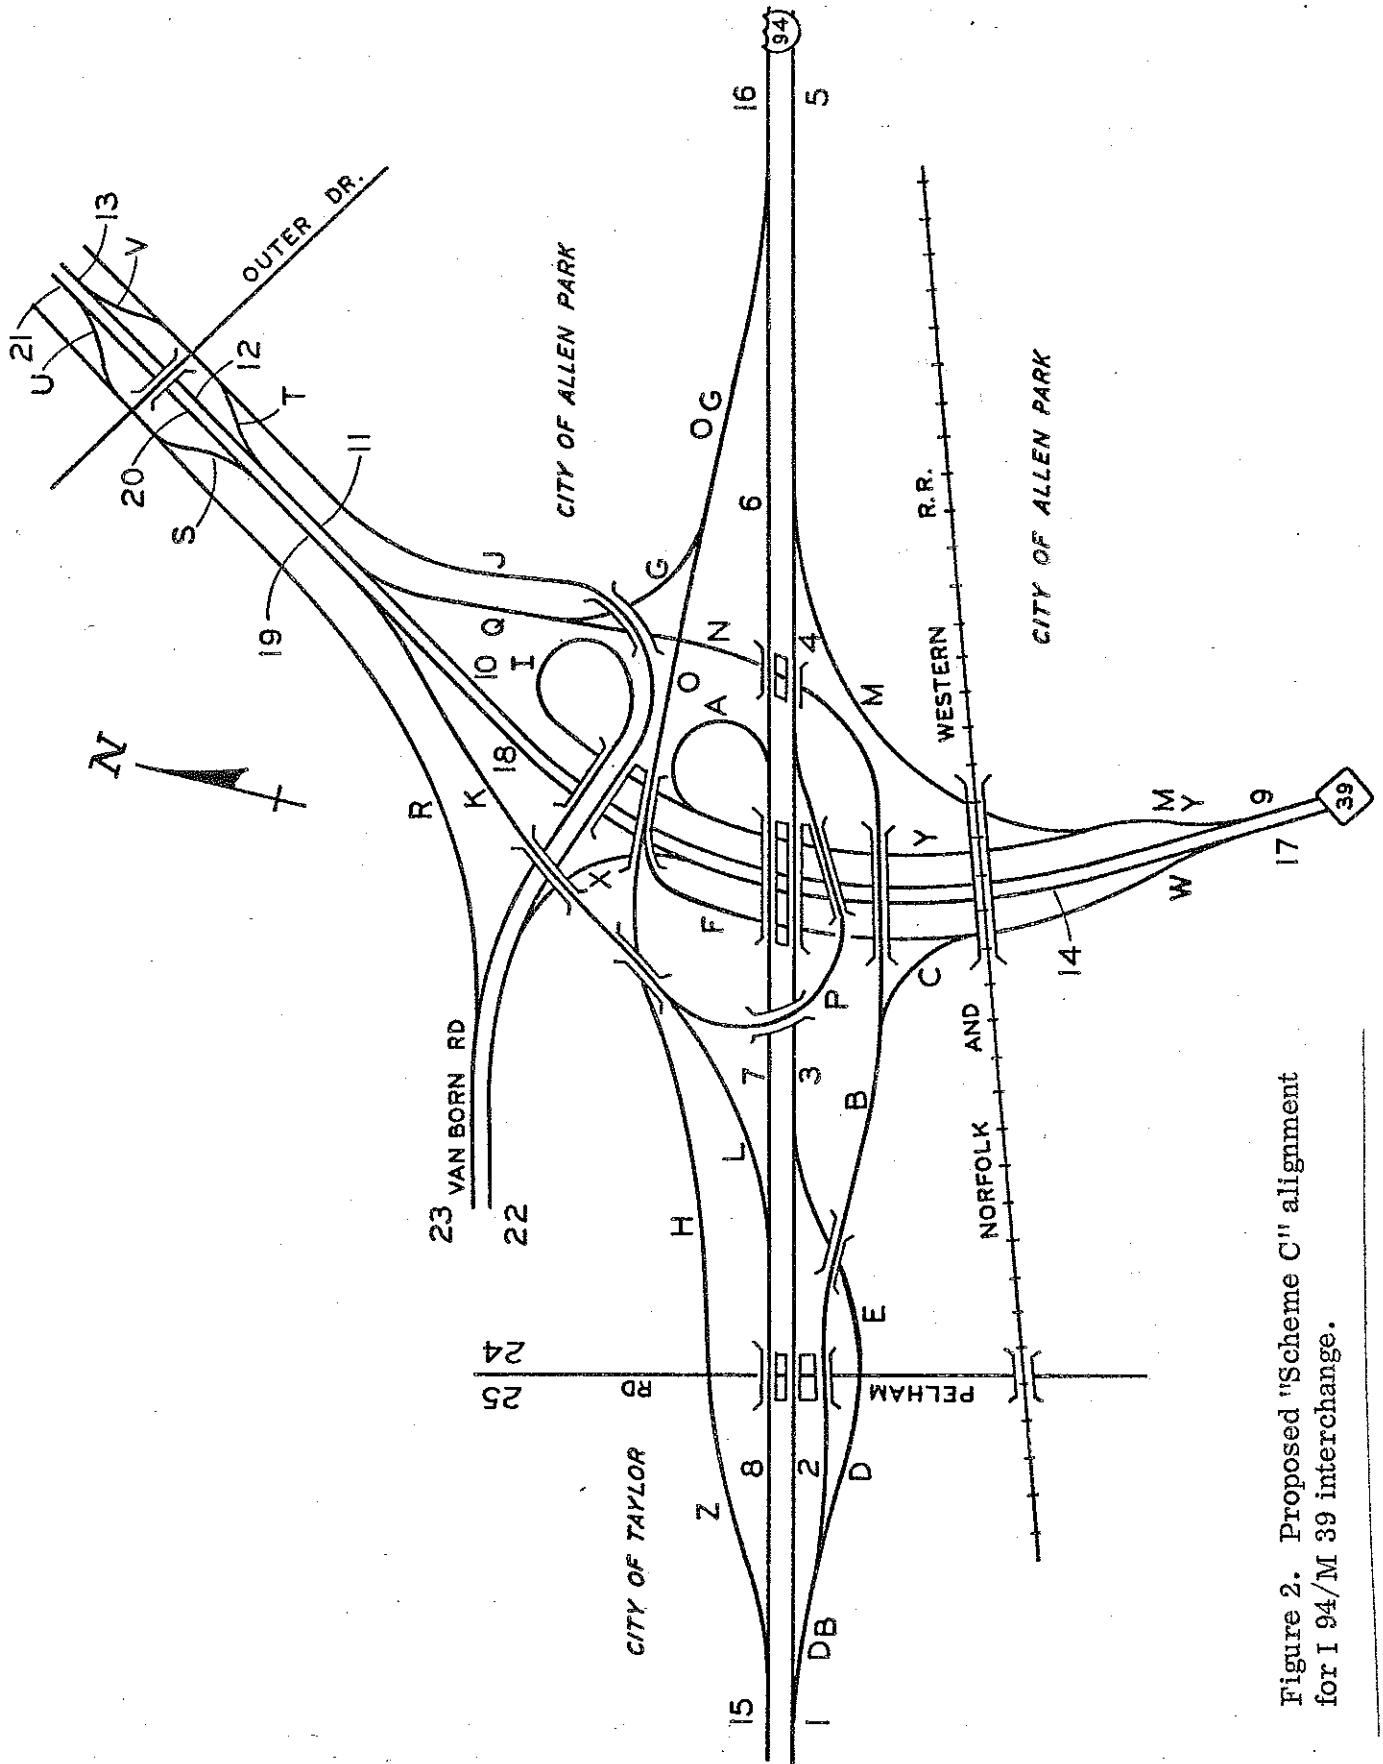 21
U
13
V
OUTER DR.
20
12
T
S
11
19
CITY OF ALLEN PARK
16
94
5
J
Q
G
OG
6
10
I
N
4
O
A
18
K
R
N
M
WESTERN
R.R.
CITY OF ALLEN PARK
X
F
Y
M
Y
9
39
17
W
14
C
P
AND
VAN BORN RD
23
22
7
3
B
L
H
NORFOLK
E
24
25
PELHAM
RD
CITY OF TAYLOR
8
2
D
Z
DB
15
1
Figure 2. Proposed "Scheme C" alignment
for I 94/M 39 interchange.